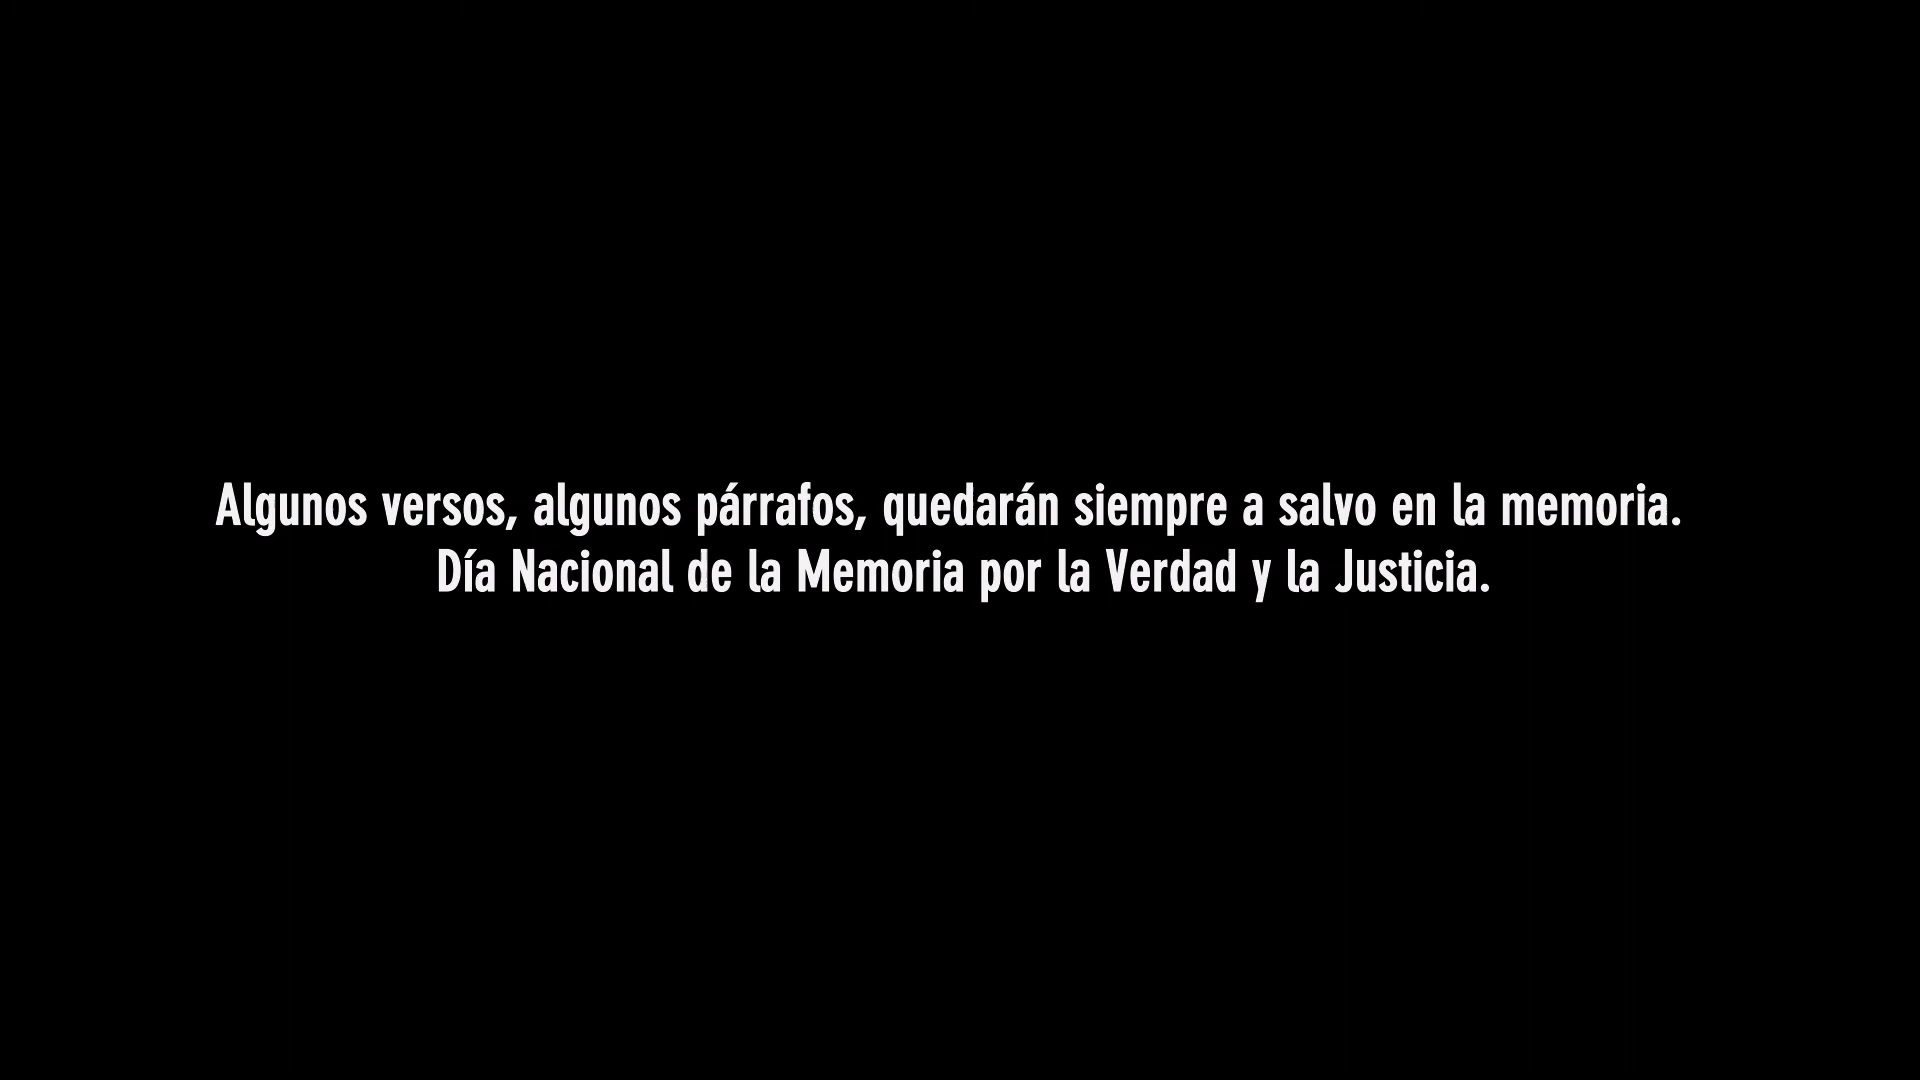 Algunos versos, algunos párrafos, quedarán siempre a salvo en la memoria.
Día Nacional de la Memoria por la Verdad y la Justicia.